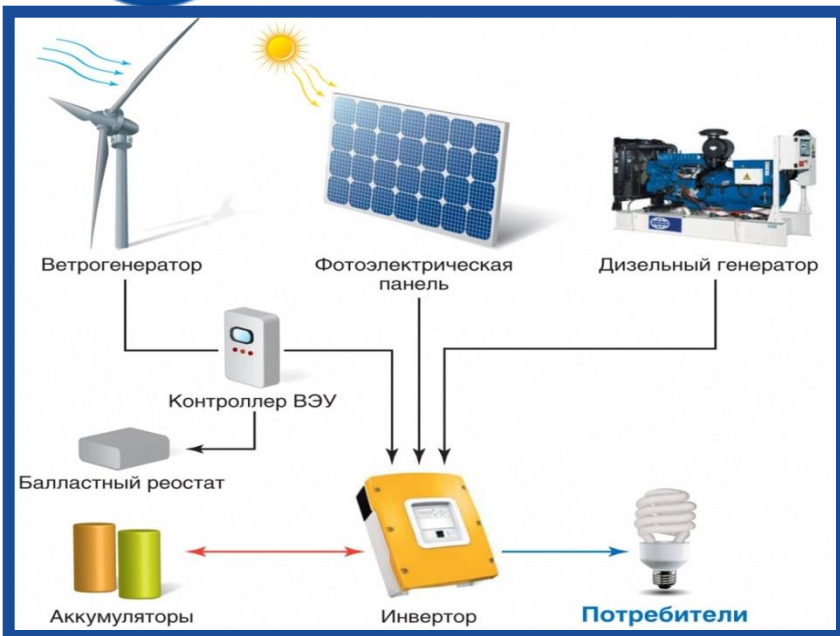 Ветрогенератор
Фотоэлектрическая
панель
Дизельный генератор
Контроллер ВЭУ
Балластный реостат
Аккумуляторы
Инвертор
Потребители